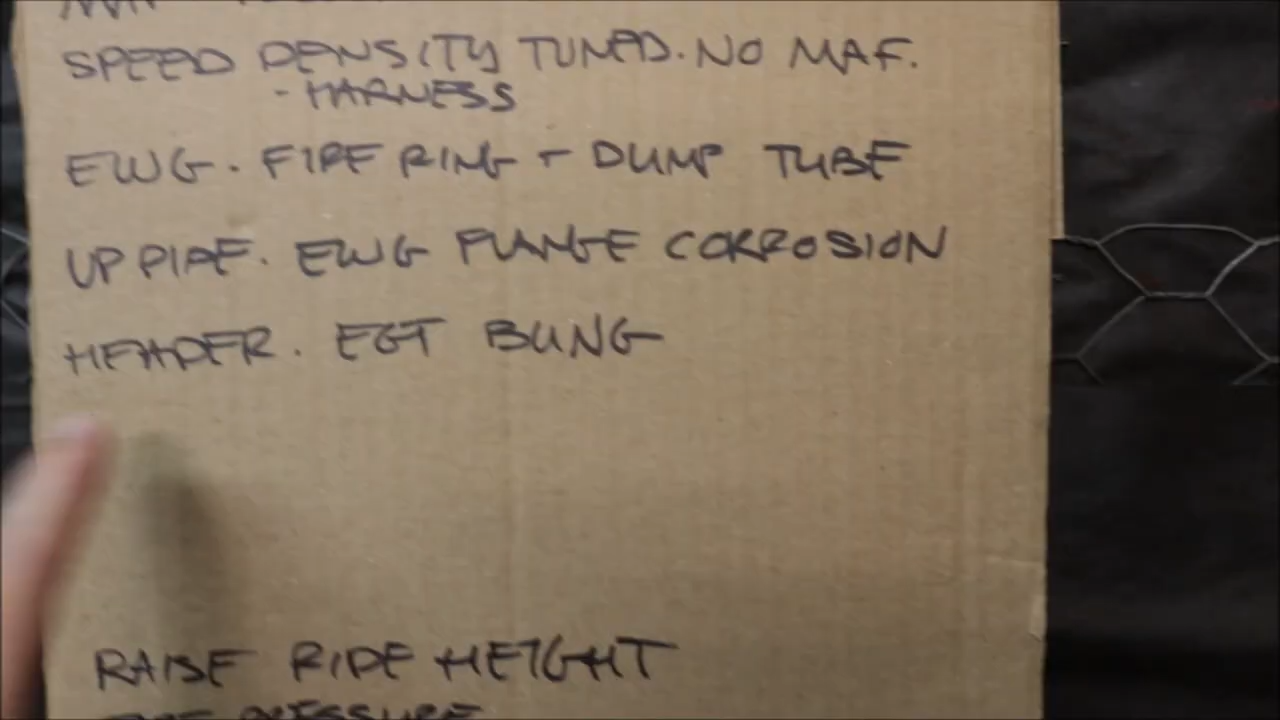 SPEED DENSITY TUNED. NO MAF.
- HARNESS
EWG. FIRE RING + DUMP TUBE
UP PIPE. EWG FLANGE CORROSION
HEADER. EGT BUNG
RAISE RIDE HEIGHT
PRESSURE